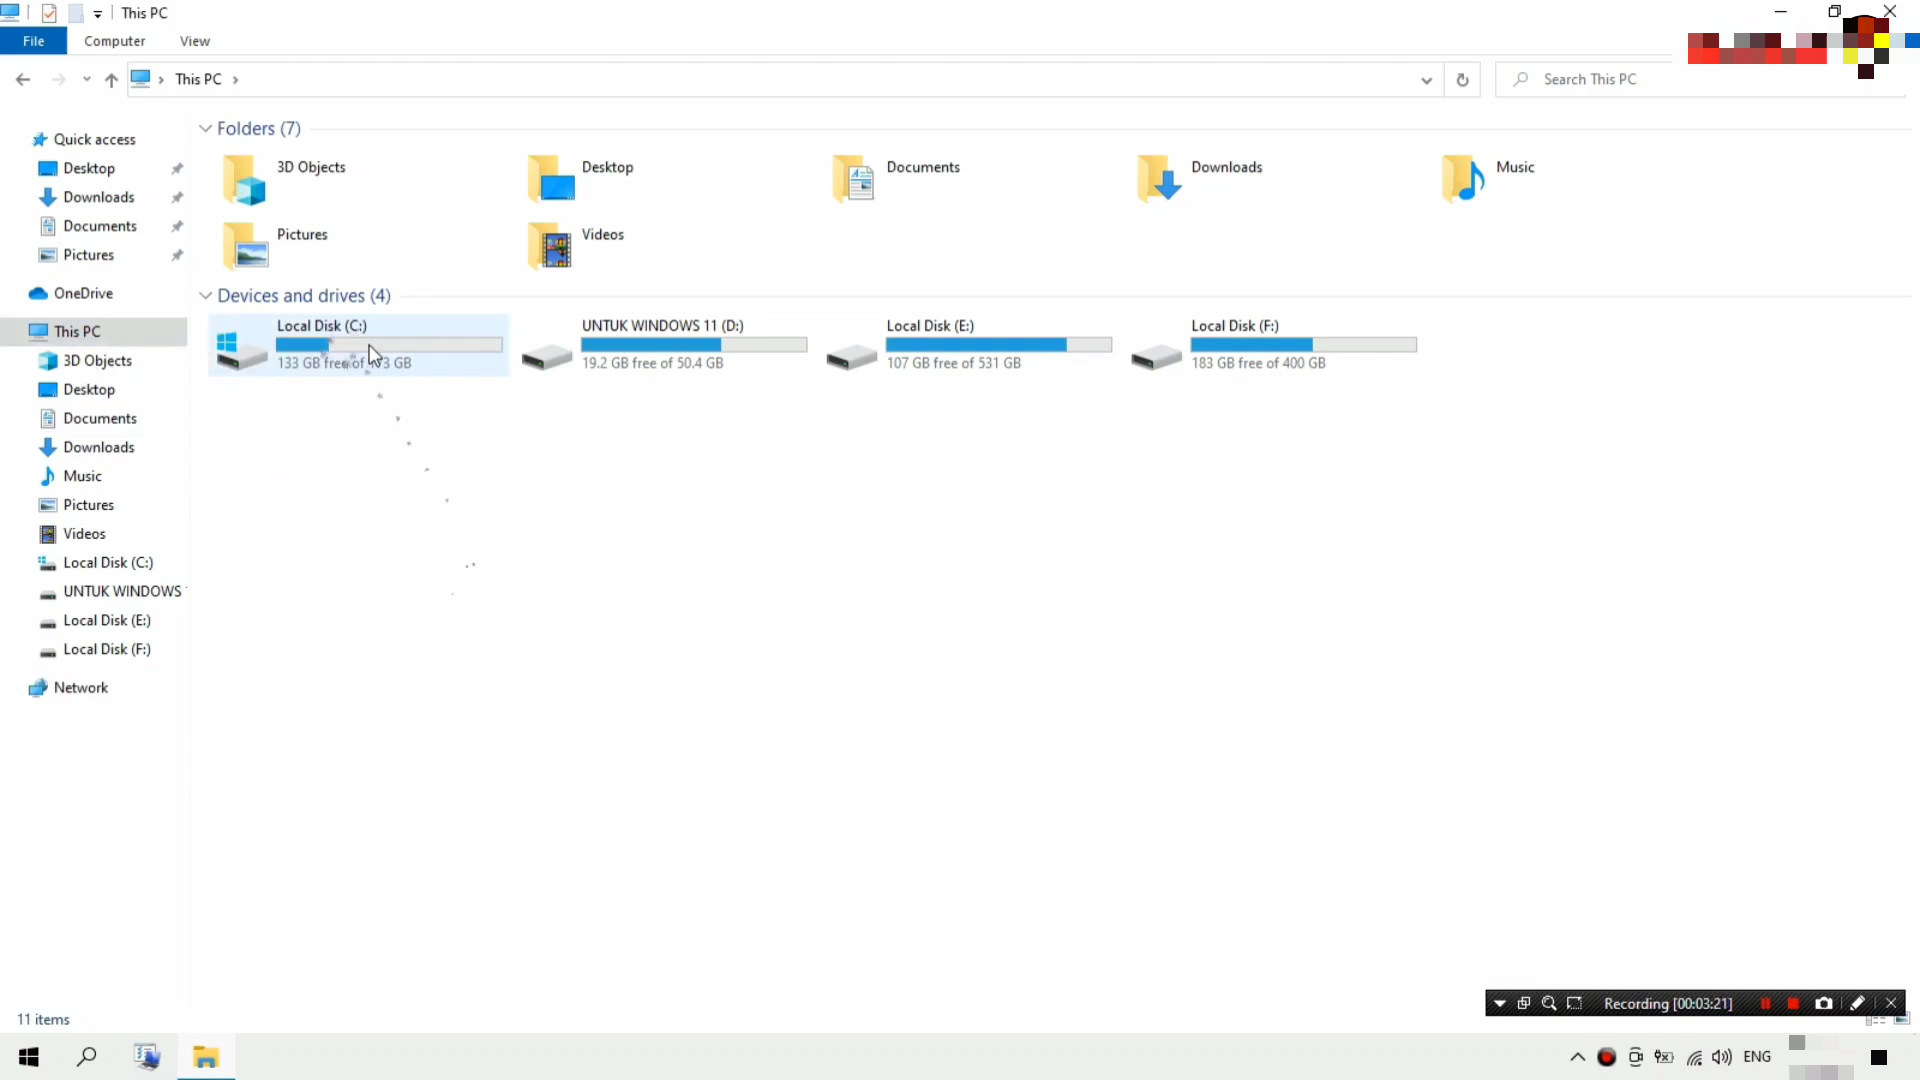 This PC
File
Computer
View
This PC
Search This PC
Quick access
Desktop
Downloads
Documents
Pictures
OneDrive
This PC
3D Objects
Desktop
Documents
Downloads
Music
Pictures
Videos
Local Disk (C:)
UNTUK WINDOWS
Local Disk (E:)
Local Disk (F:)
Network
Folders (7)
3D Objects
Desktop
Documents
Downloads
Music
Pictures
Videos
Devices and drives (4)
Local Disk (C:)
133 GB free of GB
UNTUK WINDOWS 11 (D:)
19.2 GB free of 50.4 GB
Local Disk (E:)
107 GB free of 531 GB
Local Disk (F:)
183 GB free of 400 GB
11 items
Recording [00:03:21]
ENG